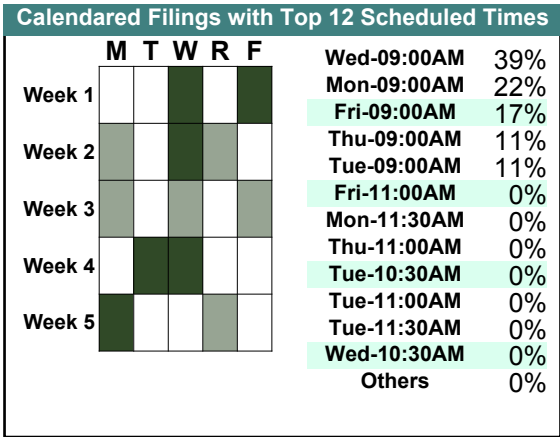 Calendared Filings with Top 12 Scheduled Times
M T W R F
Week 1
Week 2
Week 3
Week 4
Week 5
Wed-09:00AM 39%
Mon-09:00AM 22%
Fri-09:00AM 17%
Thu-09:00AM 11%
Tue-09:00AM 11%
Fri-11:00AM 0%
Mon-11:30AM 0%
Thu-11:00AM 0%
Tue-10:30AM 0%
Tue-11:00AM 0%
Tue-11:30AM 0%
Wed-10:30AM 0%
Others 0%